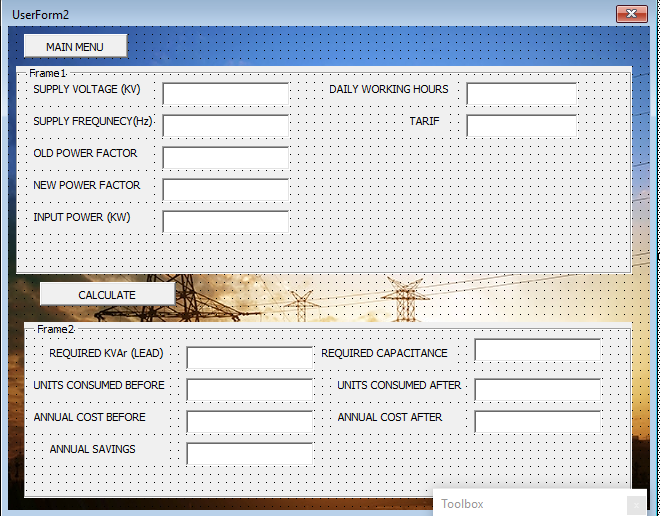 UserForm2
MAIN MENU
Frame1
SUPPLY VOLTAGE (KV) DAILY WORKING HOURS
SUPPLY FREQUNECY(Hz) TARIF
OLD POWER FACTOR
NEW POWER FACTOR
INPUT POWER (KW)
CALCULATE
Frame2
REQUIRED KVAr (LEAD) REQUIRED CAPACITANCE
UNITS CONSUMED BEFORE UNITS CONSUMED AFTER
ANNUAL COST BEFORE ANNUAL COST AFTER
ANNUAL SAVINGS
Toolbox